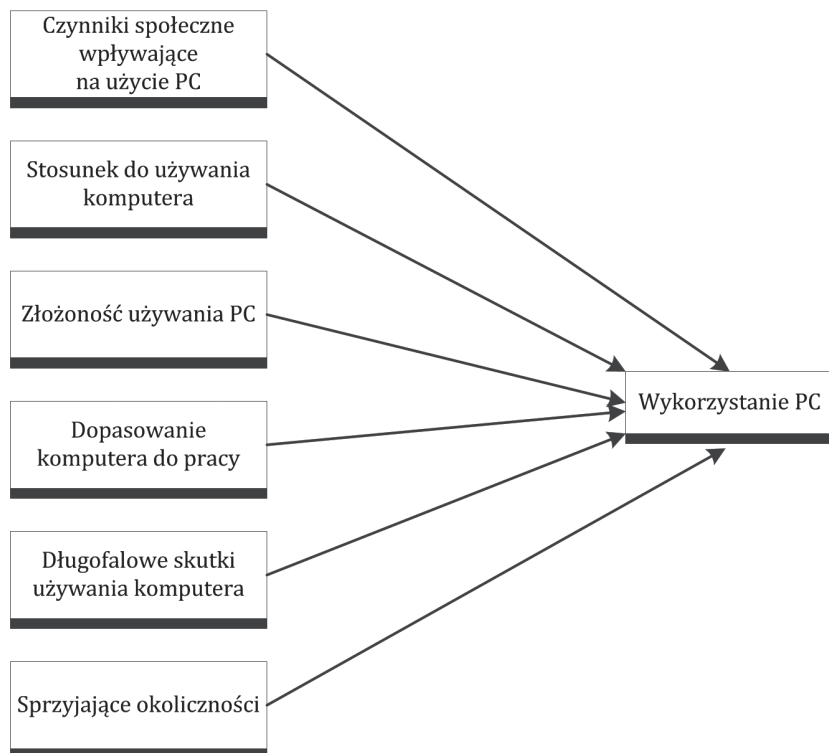 Czynniki społeczne
wpływające
na użycie PC
Stosunek do używania
komputera
Złożoność używania PC
Wykorzystanie PC
Dopasowanie
komputera do pracy
Długofalowe skutki
używania komputera
Sprzyjające okoliczności